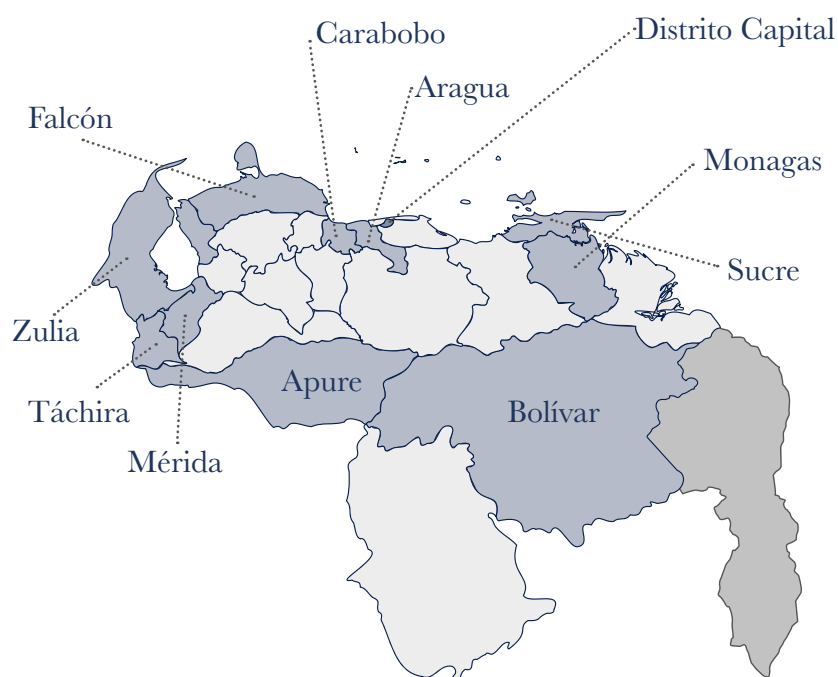 Carabobo
Distrito Capital
Aragua
Falcón
Monagas
Sucre
Zulia
Apure
Bolívar
Táchira
Mérida